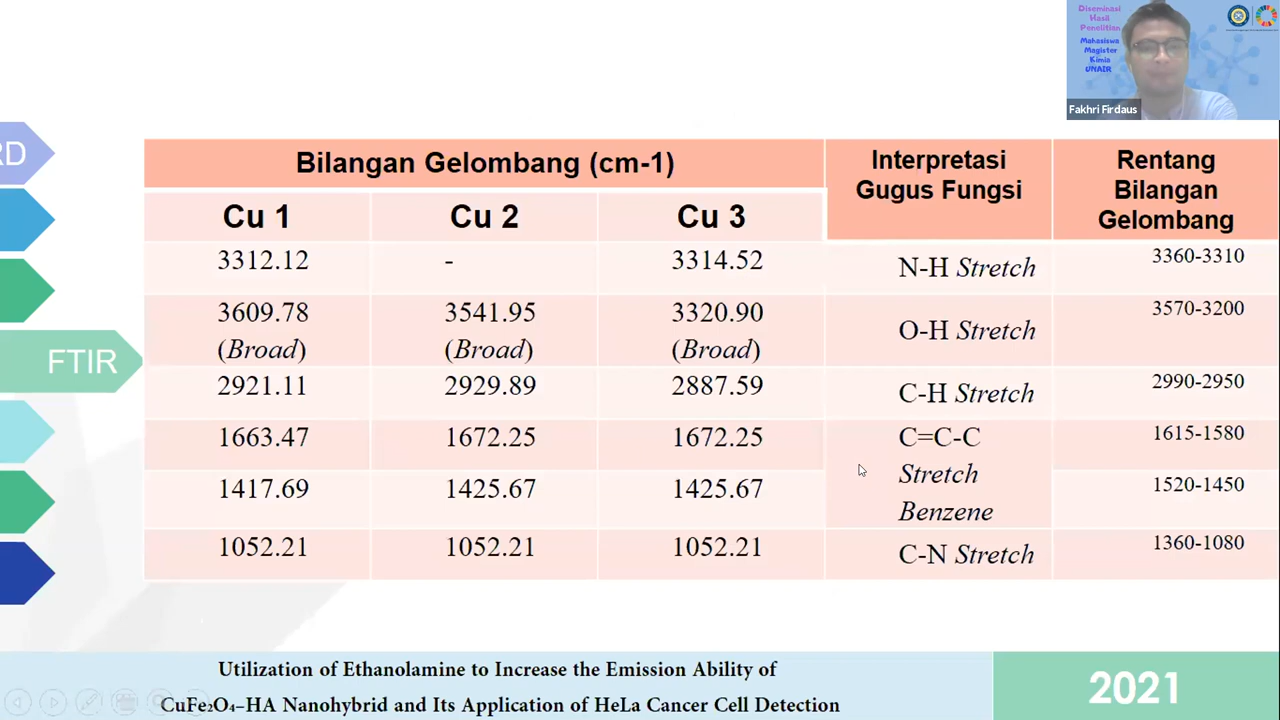 Diseminasi
Hasil
Penelitian
Mahasiswa
Magister
Kimia
UNAIR
Fakhri Firdaus
RD
FTIR
Bilangan Gelombang (cm-1) Interpretasi Gugus Fungsi Rentang Bilangan Gelombang
Cu 1 Cu 2 Cu 3
3312.12 - 3314.52 N-H Stretch 3360-3310
3609.78 (Broad) 3541.95 (Broad) 3320.90 (Broad) O-H Stretch 3570-3200
2921.11 2929.89 2887.59 C-H Stretch 2990-2950
1663.47 1672.25 1672.25 C=C-C Stretch Benzene 1615-1580
1417.69 1425.67 1425.67 1520-1450
1052.21 1052.21 1052.21 C-N Stretch 1360-1080
Utilization of Ethanolamine to Increase the Emission Ability of
CuFe₂O₄–HA Nanohybrid and Its Application of HeLa Cancer Cell Detection
2021